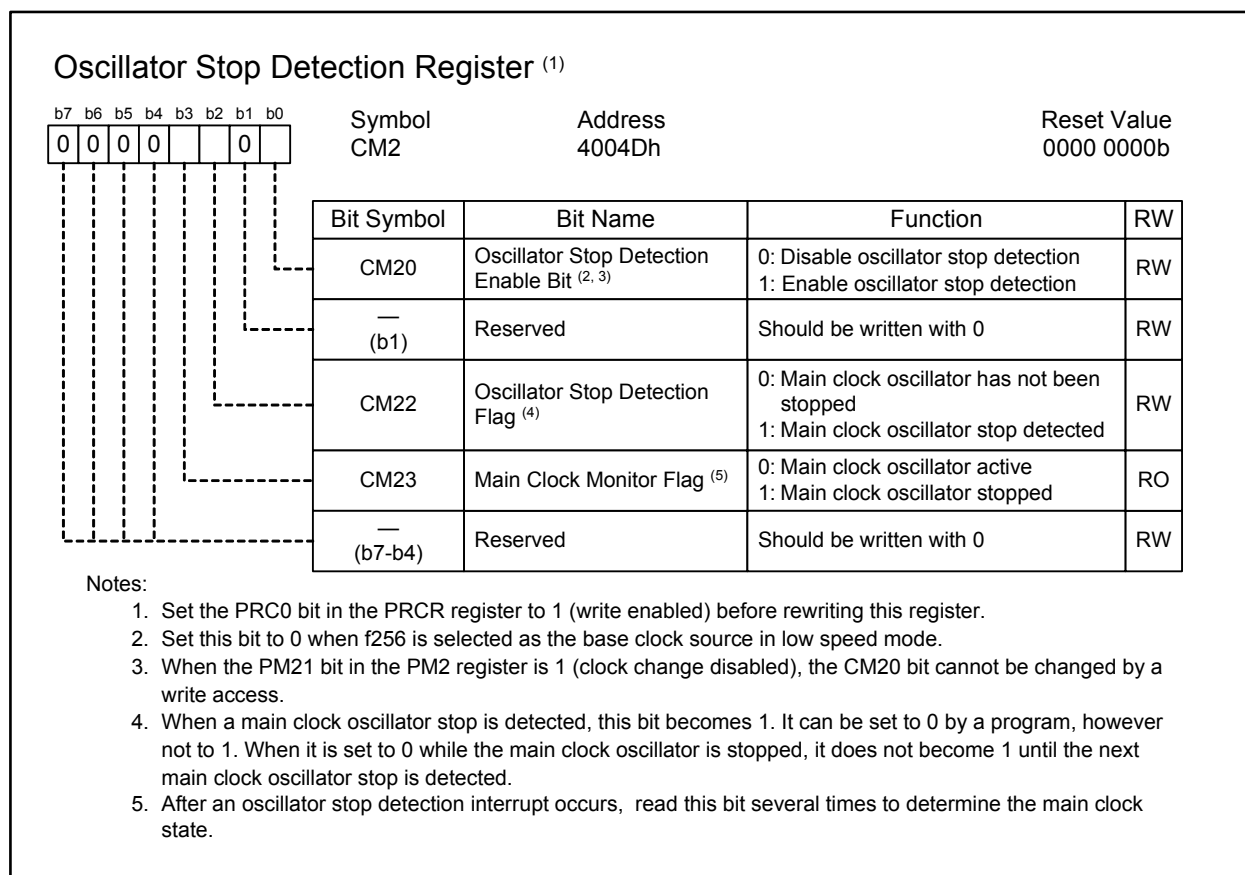 Oscillator Stop Detection Register (1)
b7 b6 b5 b4 b3 b2 b1 b0
0 0 0 0 0
Symbol Address Reset Value
CM2 4004Dh 0000 0000b
Bit Symbol Bit Name Function RW
CM20 Oscillator Stop Detection Enable Bit (2, 3) 0: Disable oscillator stop detection 1: Enable oscillator stop detection RW
— (b1) Reserved Should be written with 0 RW
CM22 Oscillator Stop Detection Flag (4) 0: Main clock oscillator has not been stopped 1: Main clock oscillator stop detected RW
CM23 Main Clock Monitor Flag (5) 0: Main clock oscillator active 1: Main clock oscillator stopped RO
— (b7-b4) Reserved Should be written with 0 RW
Notes:
1. Set the PRC0 bit in the PRCR register to 1 (write enabled) before rewriting this register.
2. Set this bit to 0 when f256 is selected as the base clock source in low speed mode.
3. When the PM21 bit in the PM2 register is 1 (clock change disabled), the CM20 bit cannot be changed by a
write access.
4. When a main clock oscillator stop is detected, this bit becomes 1. It can be set to 0 by a program, however
not to 1. When it is set to 0 while the main clock oscillator is stopped, it does not become 1 until the next
main clock oscillator stop is detected.
5. After an oscillator stop detection interrupt occurs, read this bit several times to determine the main clock
state.